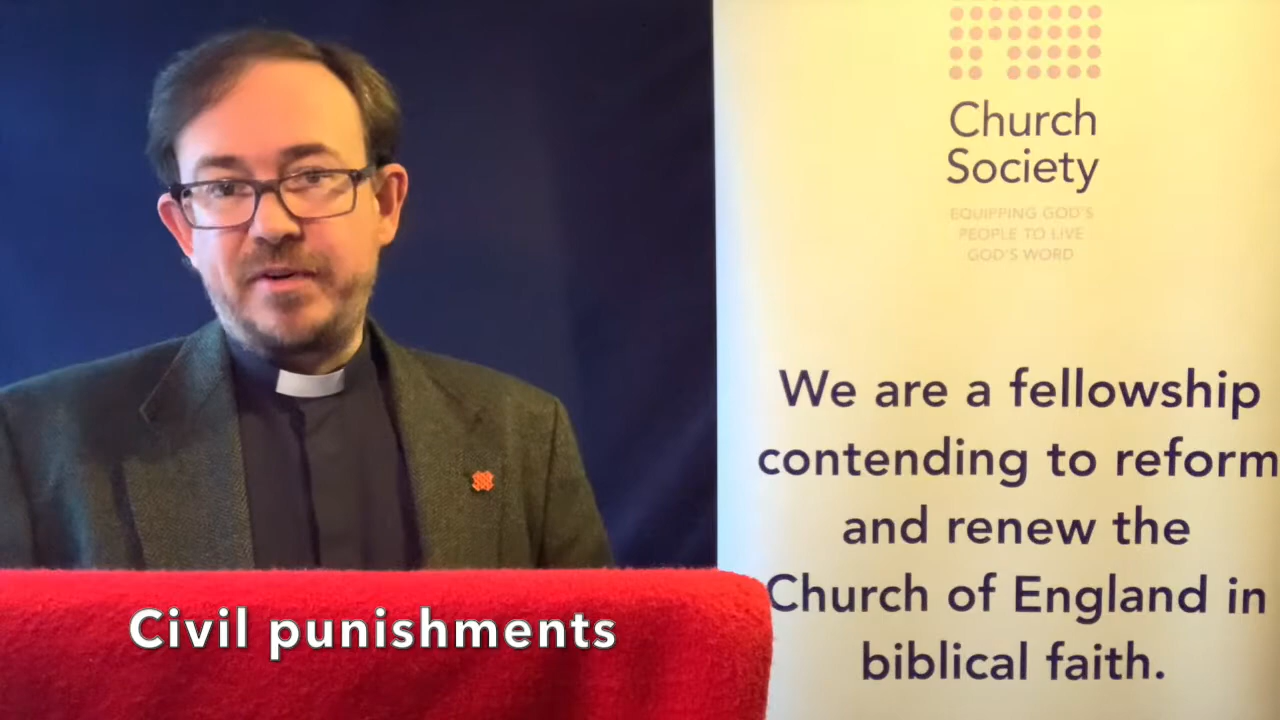 Church
Society
EQUIPPING GOD'S
PEOPLE TO LIVE
GOD'S WORD
We are a fellowship
contending to reform
and renew the
Church of England in
biblical faith.
Civil punishments